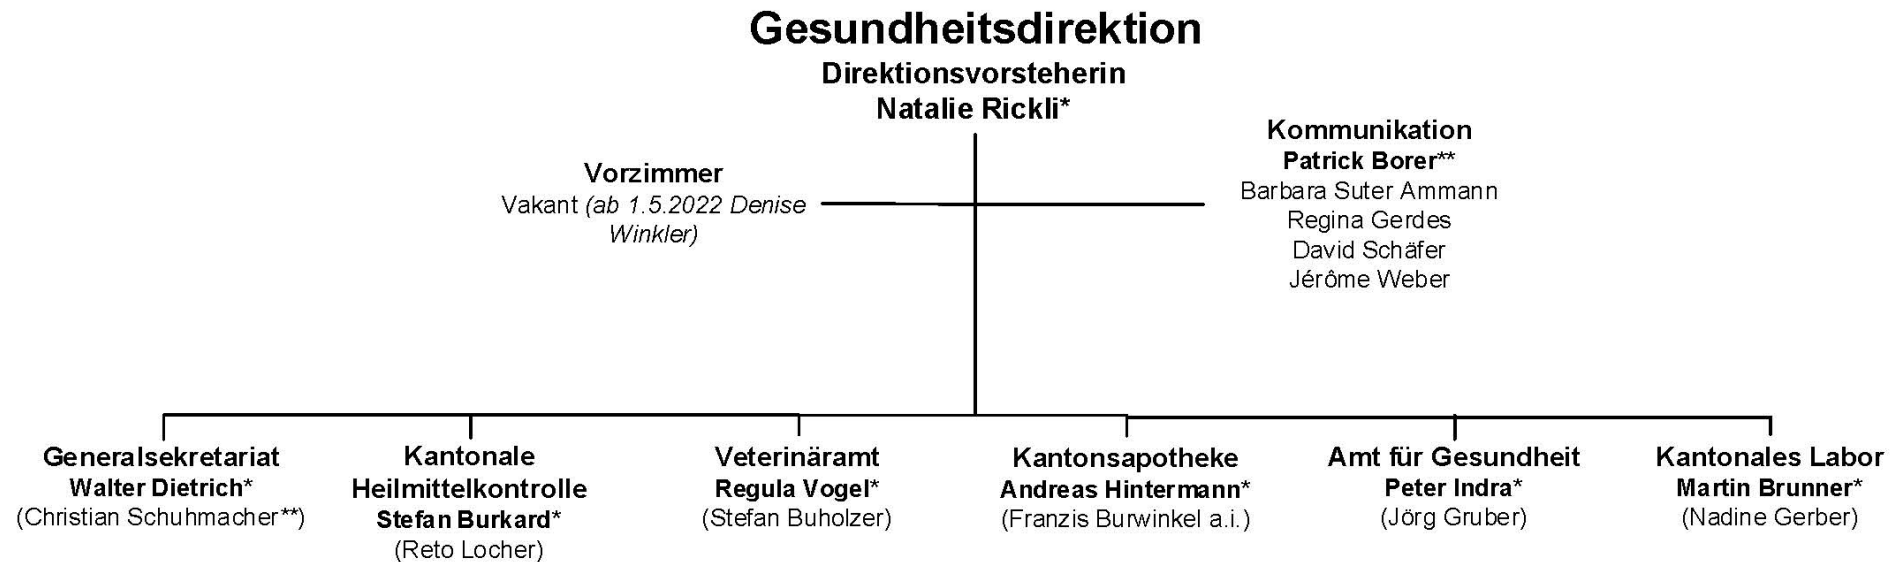 Gesundheitsdirektion
Direktionsvorsteherin
Natalie Rickli*
Vorzimmer
Vakant (ab 1.5.2022 Denise
Winkler)
Kommunikation
Patrick Borer**
Barbara Suter Ammann
Regina Gerdes
David Schäfer
Jérôme Weber
Generalsekretariat
Walter Dietrich*
(Christian Schuhmacher**)
Kantonale
Heilmittelkontrolle
Stefan Burkard*
(Reto Locher)
Veterinäramt
Regula Vogel*
(Stefan Buholzer)
Kantonsapotheke
Andreas Hintermann*
(Franzis Burwinkel a.i.)
Amt für Gesundheit
Peter Indra*
(Jörg Gruber)
Kantonales Labor
Martin Brunner*
(Nadine Gerber)